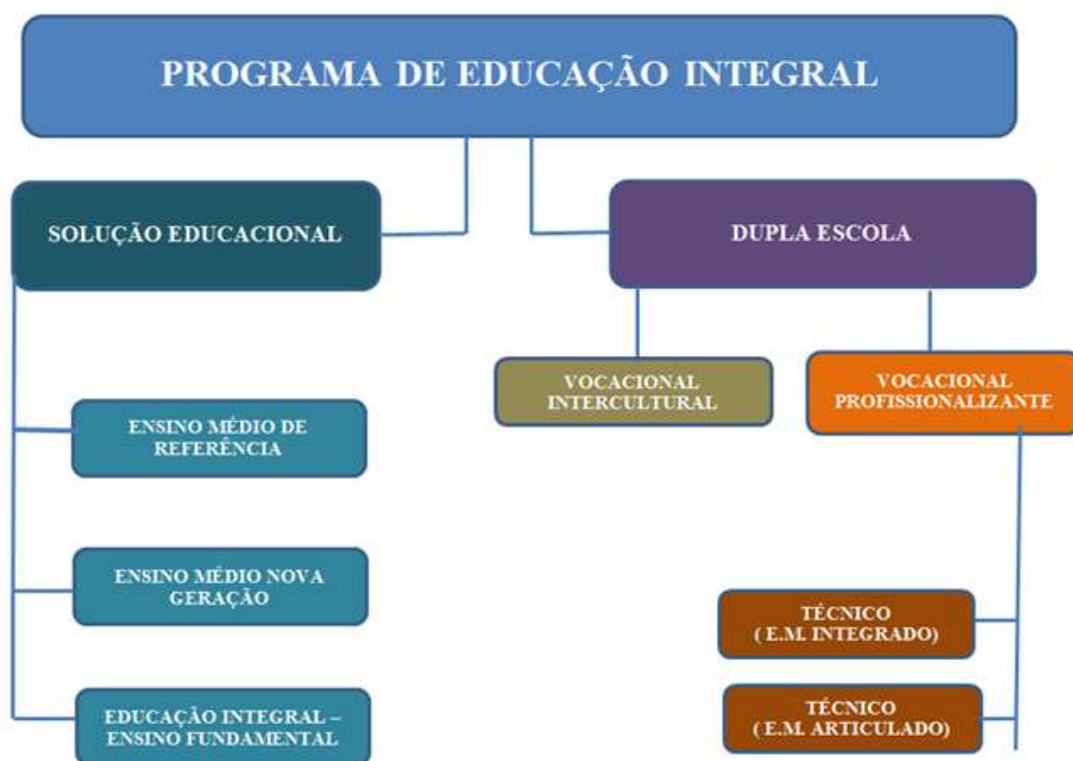 PROGRAMA DE EDUCAÇÃO INTEGRAL
SOLUÇÃO EDUCACIONAL
DUPLA ESCOLA
VOCACIONAL
INTERCULTURAL
VOCACIONAL
PROFISSIONALIZANTE
ENSINO MÉDIO DE
REFERÊNCIA
ENSINO MÉDIO NOVA
GERAÇÃO
TÉCNICO
( E.M. INTEGRADO)
EDUCAÇÃO INTEGRAL –
ENSINO FUNDAMENTAL
TÉCNICO
(E.M. ARTICULADO)